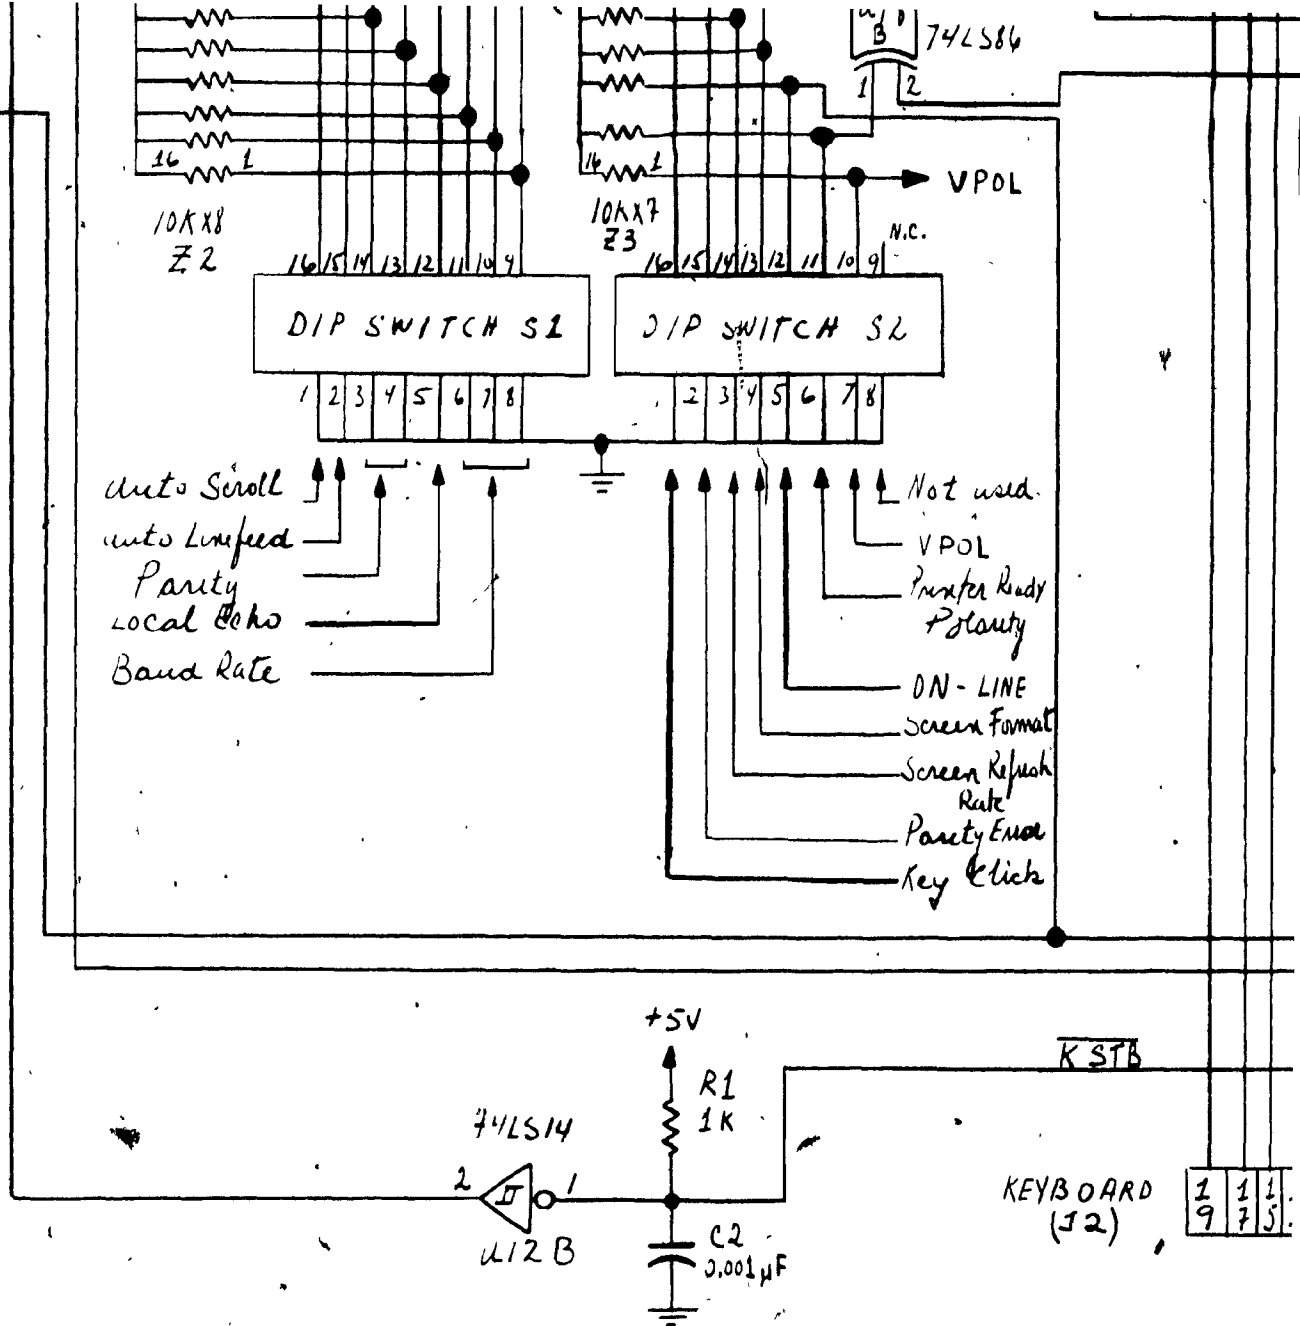 B
74LS86
1 2
16 1
16 1
VPOL
10KX8
Z2
10KX7
Z3
N.C.
16 15 14 13 12 11 10 9
16 15 14 13 12 11 10 9
DIP SWITCH S1
DIP SWITCH S2
1 2 3 4 5 6 7 8
2 3 4 5 6 7 8
Auto Scroll
Auto Linefeed
Parity
Local Echo
Baud Rate
Not used.
VPOL
Printer Ready
Polarity
ON-LINE
Screen Format
Screen Refresh
Rate
Parity Error
Key Click
+5V
R1
1K
K STB
74LS14
2 1
U12B
C2
0.001µF
KEYBOARD
(J2)
19 17 15